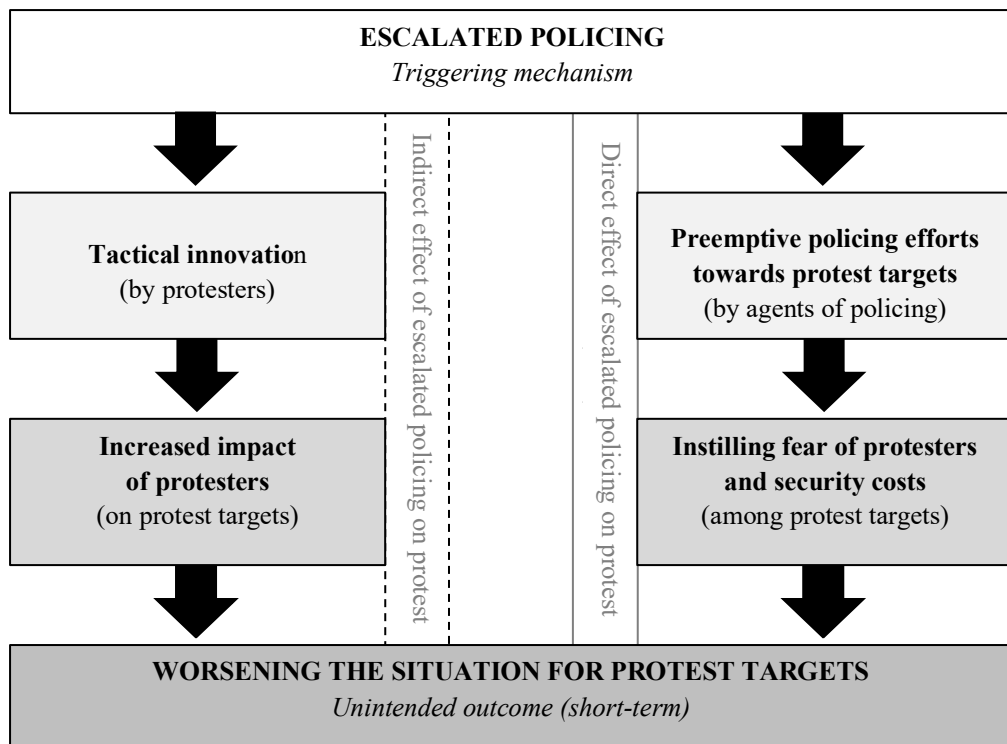 ESCALATED POLICING
Triggering mechanism
Tactical innovation
(by protesters)
Increased impact
of protesters
(on protest targets)
Indirect effect of escalated policing on protest
Direct effect of escalated policing on protest
Preemptive policing efforts
towards protest targets
(by agents of policing)
Instilling fear of protesters
and security costs
(among protest targets)
WORSENING THE SITUATION FOR PROTEST TARGETS
Unintended outcome (short-term)